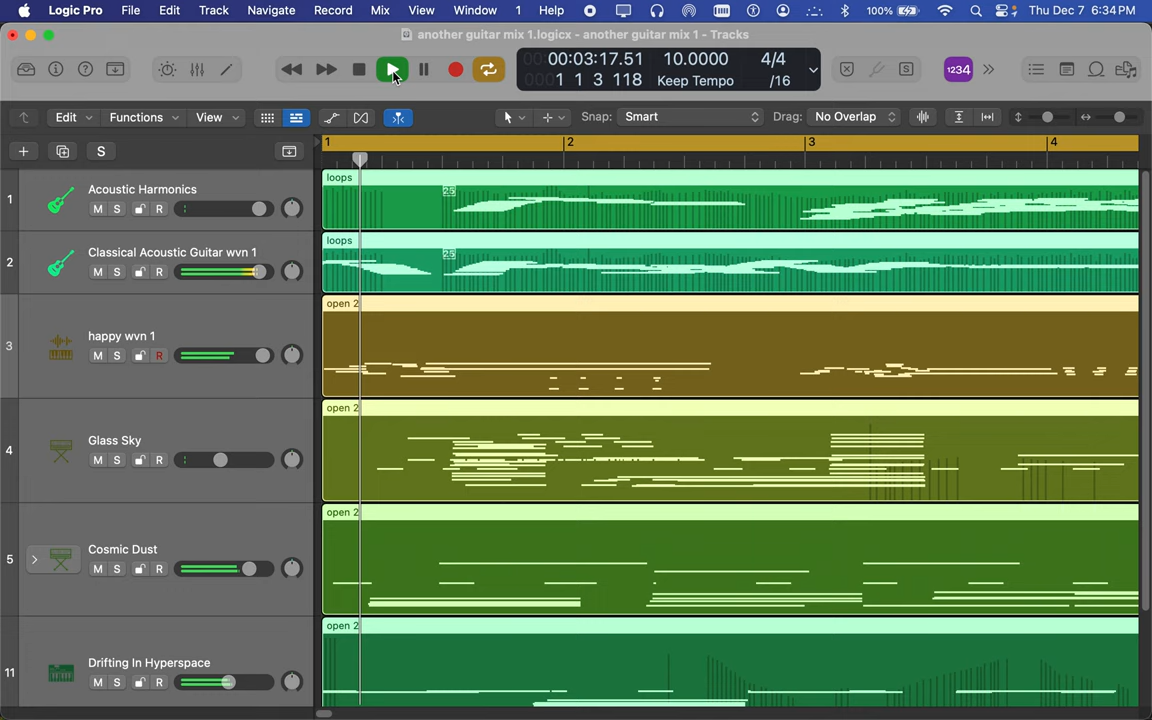 Logic Pro File Edit Track Navigate Record Mix View Window 1 Help 100% Thu Dec 7 6:34 PM
another guitar mix 1.logicx - another guitar mix 1 - Tracks
00:00:03:17.51 10.0000 4/4
0001 1 3 118 Keep Tempo /16
1234
Edit Functions View Snap: Smart Drag: No Overlap
S
1 2 3 4
1 Acoustic Harmonics
M S R
loops
25
2 Classical Acoustic Guitar wvn 1
M S R
loops
25
3 happy wvn 1
M S R
open 2
4 Glass Sky
M S R
open 2
5 Cosmic Dust
M S R
open 2
11 Drifting In Hyperspace
M S R
open 2